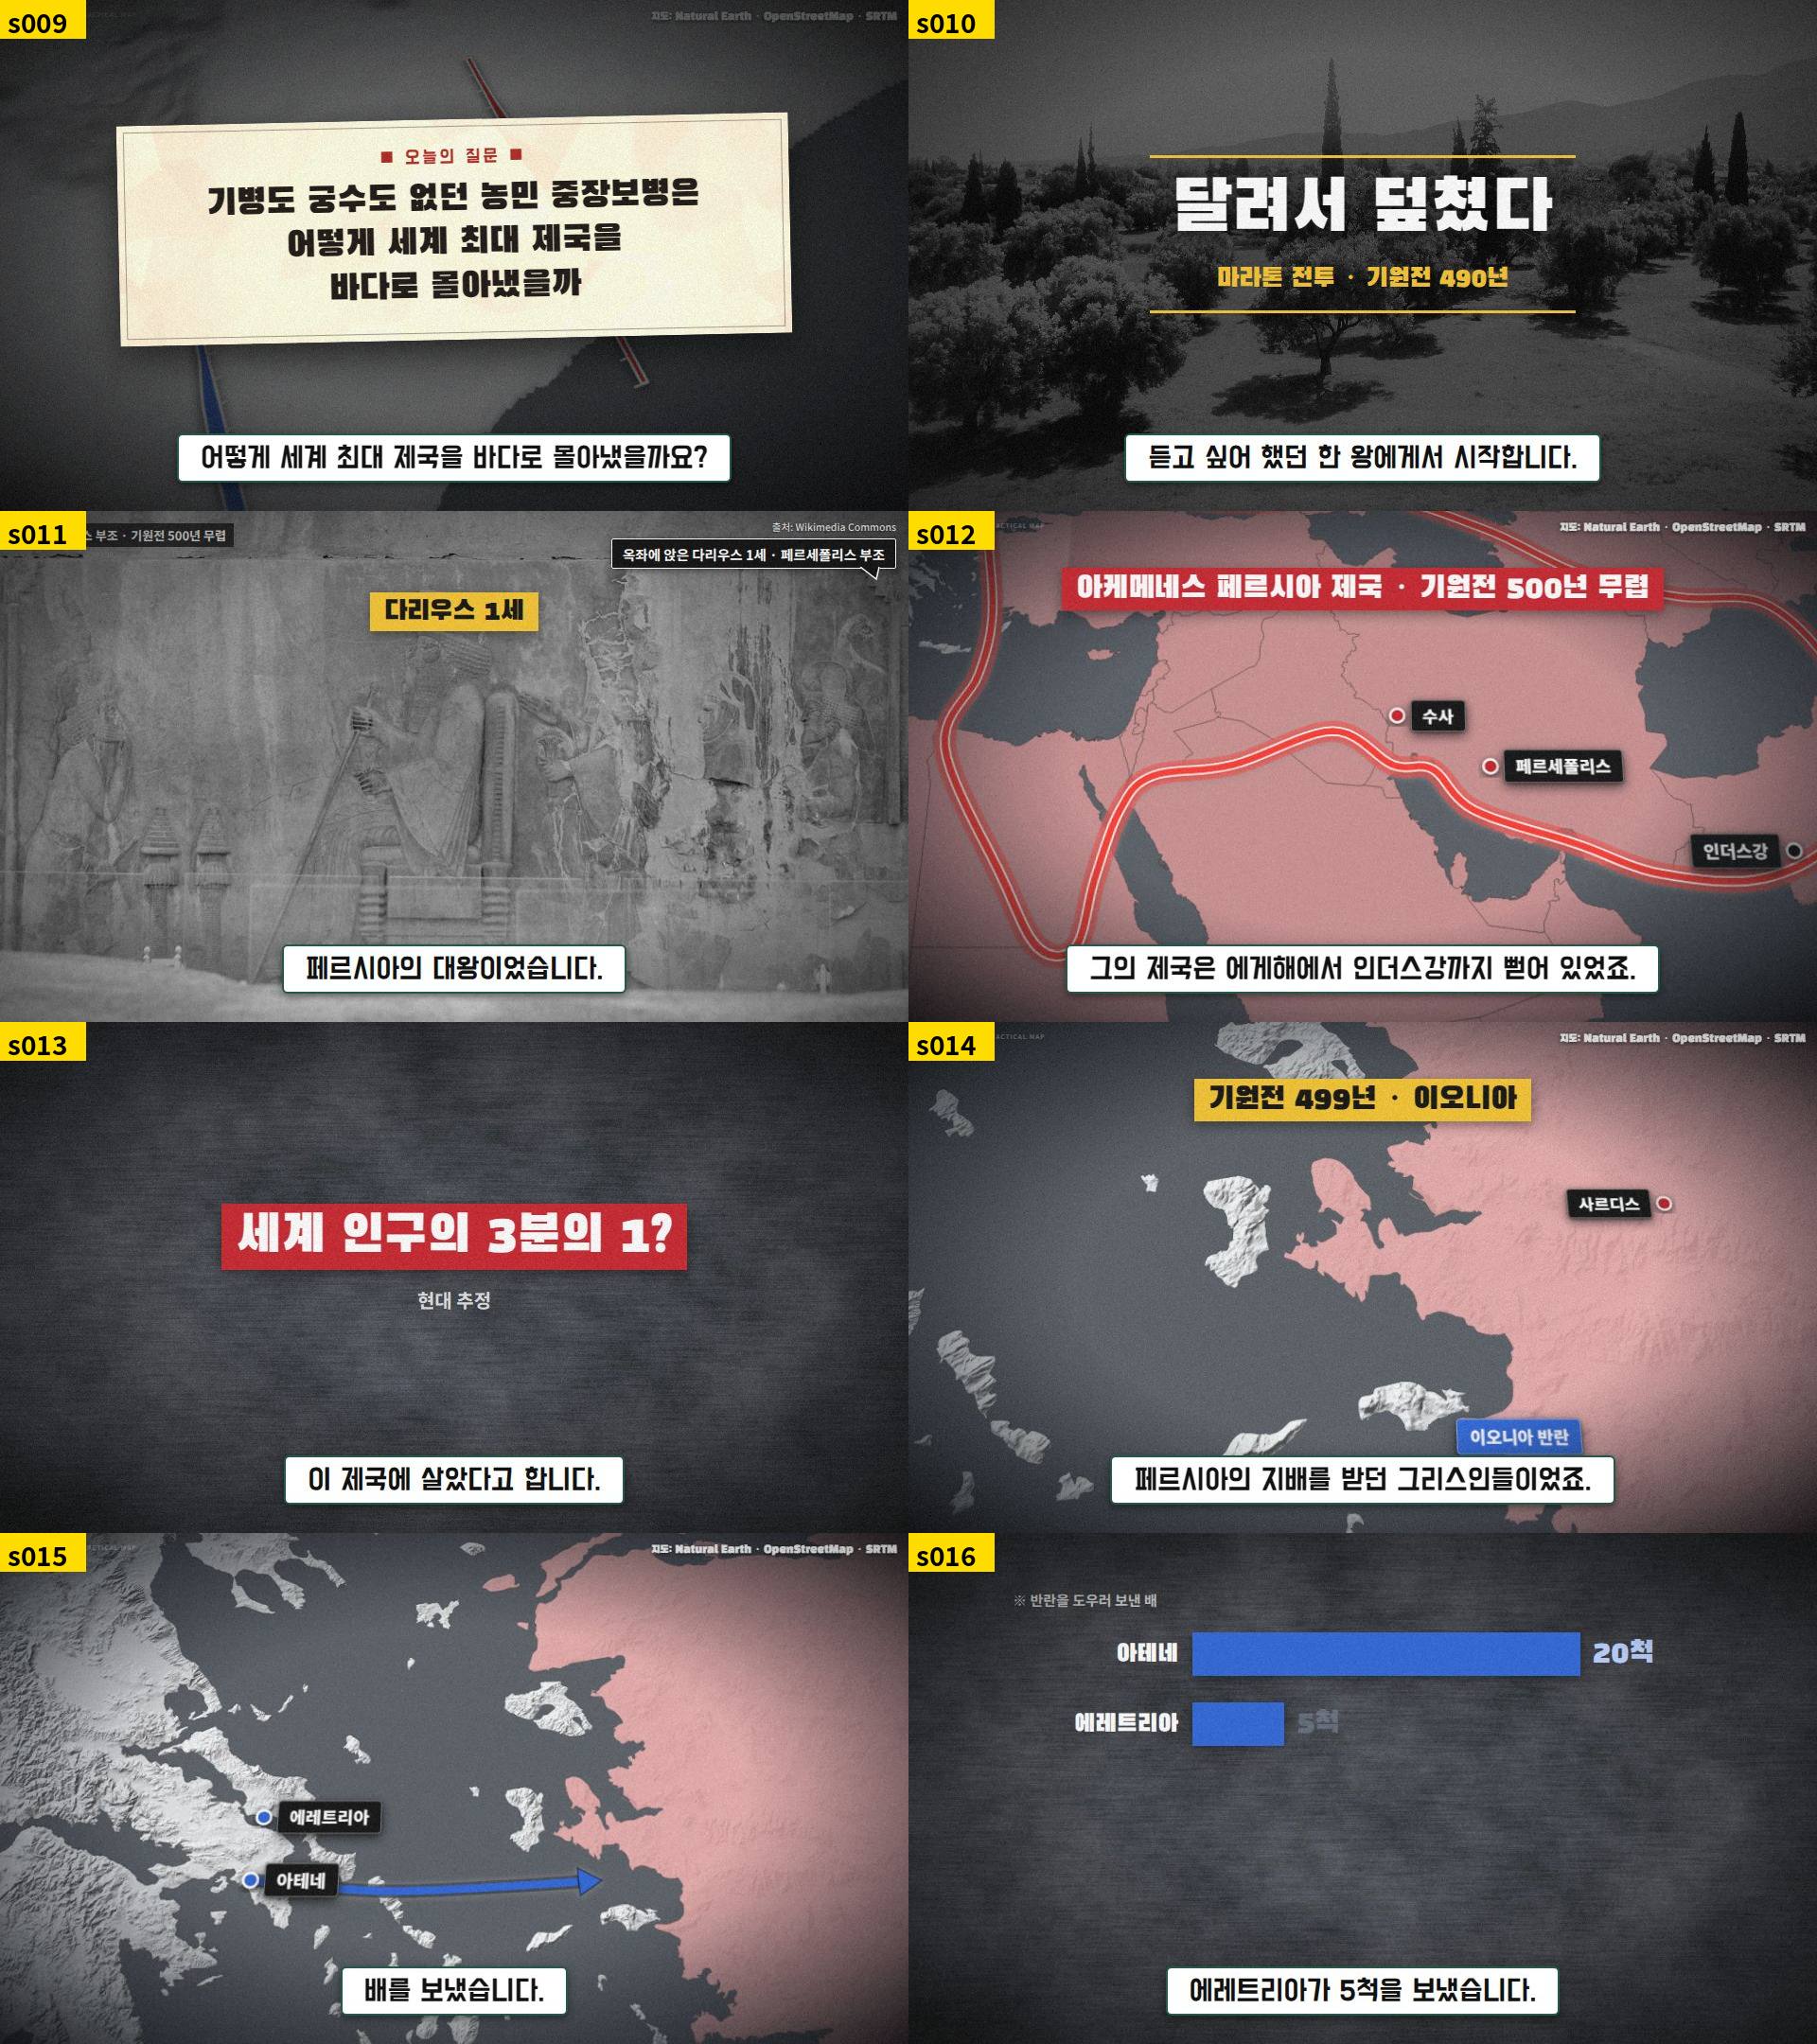 s009
지도: Natural Earth · OpenStreetMap · SRTM
■ 오늘의 질문 ■
기병도 궁수도 없던 농민 중장보병은
어떻게 세계 최대 제국을
바다로 몰아냈을까
어떻게 세계 최대 제국을 바다로 몰아냈을까요?
s010
달려서 덮쳤다
마라톤 전투 · 기원전 490년
듣고 싶어 했던 한 왕에게서 시작합니다.
s011
부조 · 기원전 500년 무렵
출처: Wikimedia Commons
옥좌에 앉은 다리우스 1세 · 페르세폴리스 부조
다리우스 1세
페르시아의 대왕이었습니다.
s012
TACTICAL MAP
지도: Natural Earth · OpenStreetMap · SRTM
아케메네스 페르시아 제국 · 기원전 500년 무렵
수사
페르세폴리스
인더스강
그의 제국은 에게해에서 인더스강까지 뻗어 있었죠.
s013
세계 인구의 3분의 1?
현대 추정
이 제국에 살았다고 합니다.
s014
TACTICAL MAP
지도: Natural Earth · OpenStreetMap · SRTM
기원전 499년 · 이오니아
사르디스
이오니아 반란
페르시아의 지배를 받던 그리스인들이었죠.
s015
지도: Natural Earth · OpenStreetMap · SRTM
에레트리아
아테네
배를 보냈습니다.
s016
※ 반란을 도우러 보낸 배
아테네 20척
에레트리아 5척
에레트리아가 5척을 보냈습니다.